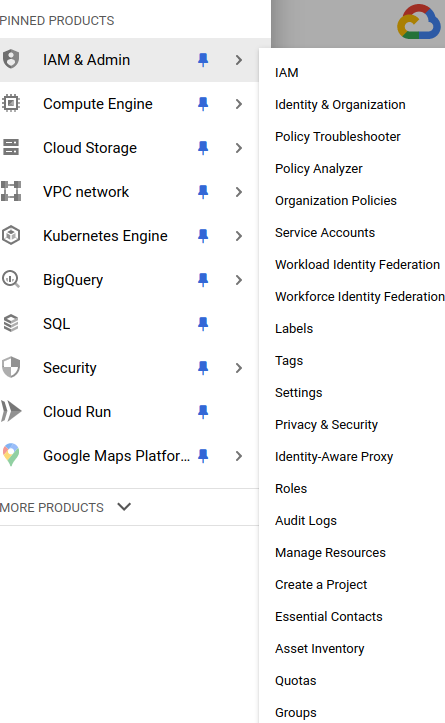 PINNED PRODUCTS
IAM & Admin
Compute Engine
Cloud Storage
VPC network
Kubernetes Engine
BigQuery
SQL
Security
Cloud Run
Google Maps Platfor...
MORE PRODUCTS
IAM
Identity & Organization
Policy Troubleshooter
Policy Analyzer
Organization Policies
Service Accounts
Workload Identity Federation
Workforce Identity Federation
Labels
Tags
Settings
Privacy & Security
Identity-Aware Proxy
Roles
Audit Logs
Manage Resources
Create a Project
Essential Contacts
Asset Inventory
Quotas
Groups